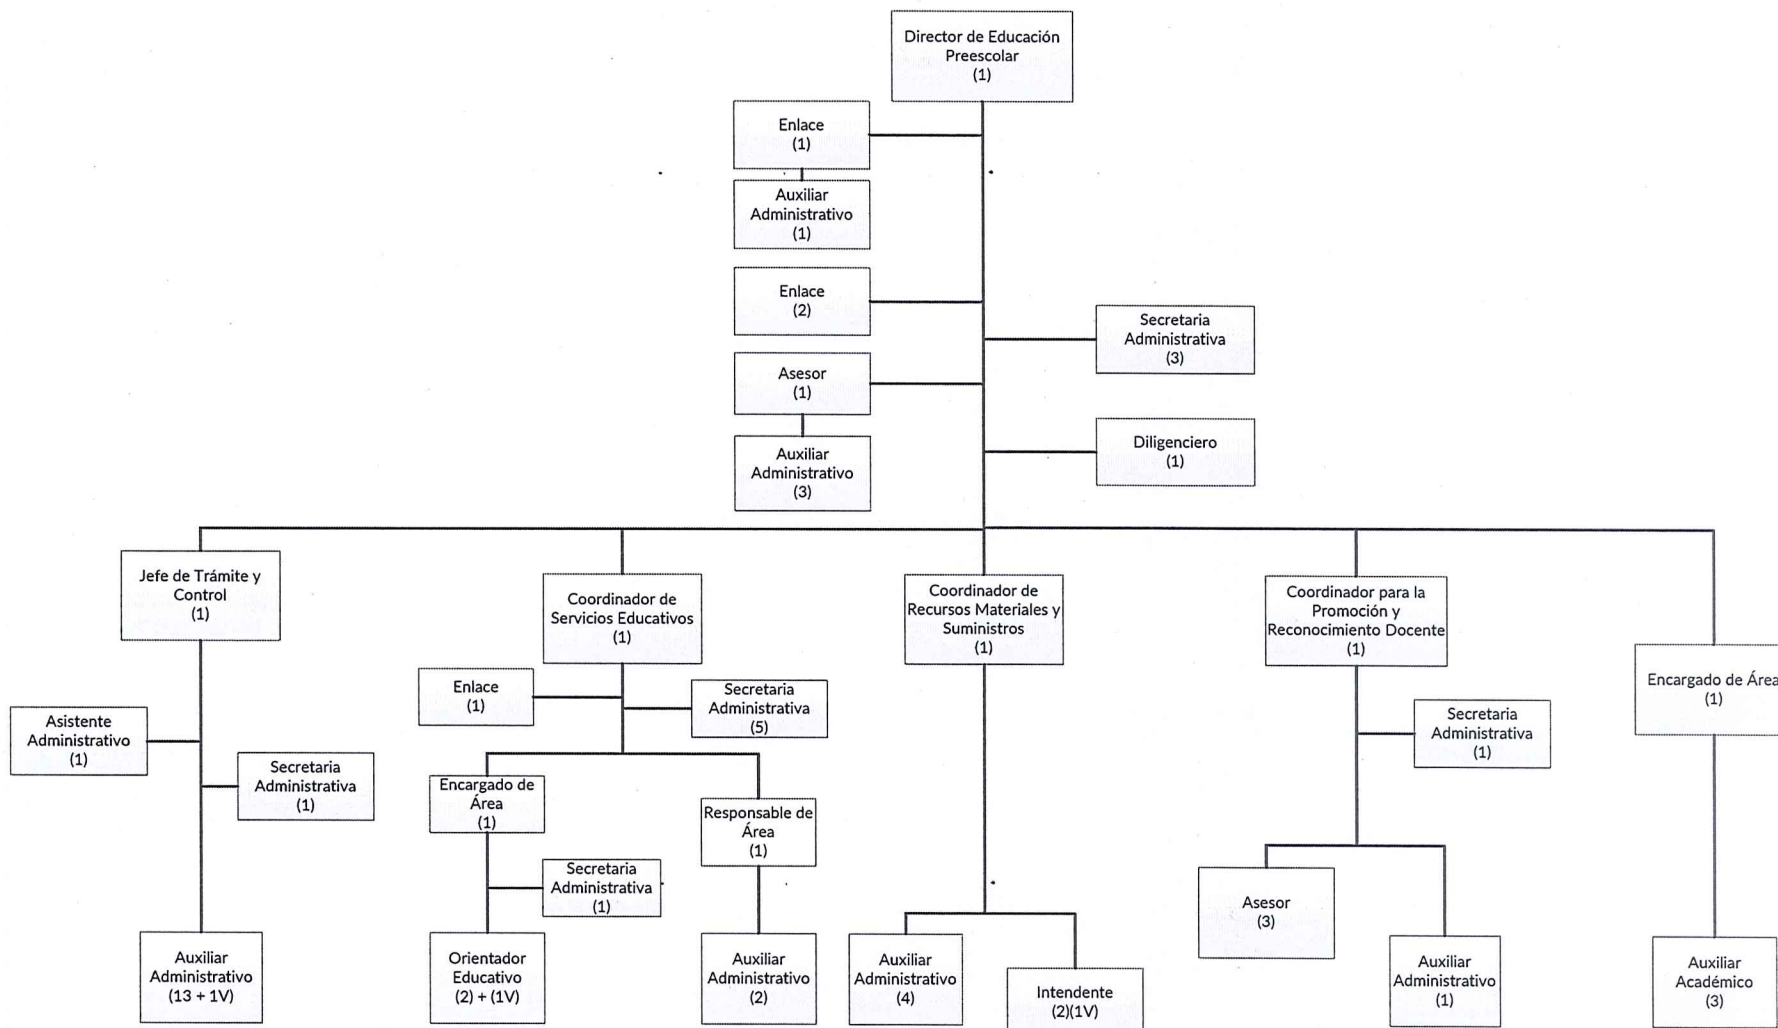 Director de Educación
Preescolar
(1)
Enlace
(1)
Auxiliar
Administrativo
(1)
Enlace
(2)
Secretaria
Administrativa
(3)
Asesor
(1)
Diligenciero
(1)
Auxiliar
Administrativo
(3)
Jefe de Trámite y
Control
(1)
Asistente
Administrativo
(1)
Secretaria
Administrativa
(1)
Auxiliar
Administrativo
(13 + 1V)
Coordinador de
Servicios Educativos
(1)
Enlace
(1)
Secretaria
Administrativa
(5)
Encargado de
Área
(1)
Secretaria
Administrativa
(1)
Orientador
Educativo
(2) + (1V)
Responsable de
Área
(1)
Auxiliar
Administrativo
(2)
Coordinador de
Recursos Materiales y
Suministros
(1)
Auxiliar
Administrativo
(4)
Intendente
(2)(1V)
Coordinador para la
Promoción y
Reconocimiento Docente
(1)
Secretaria
Administrativa
(1)
Asesor
(3)
Auxiliar
Administrativo
(1)
Encargado de Área
(1)
Auxiliar
Académico
(3)